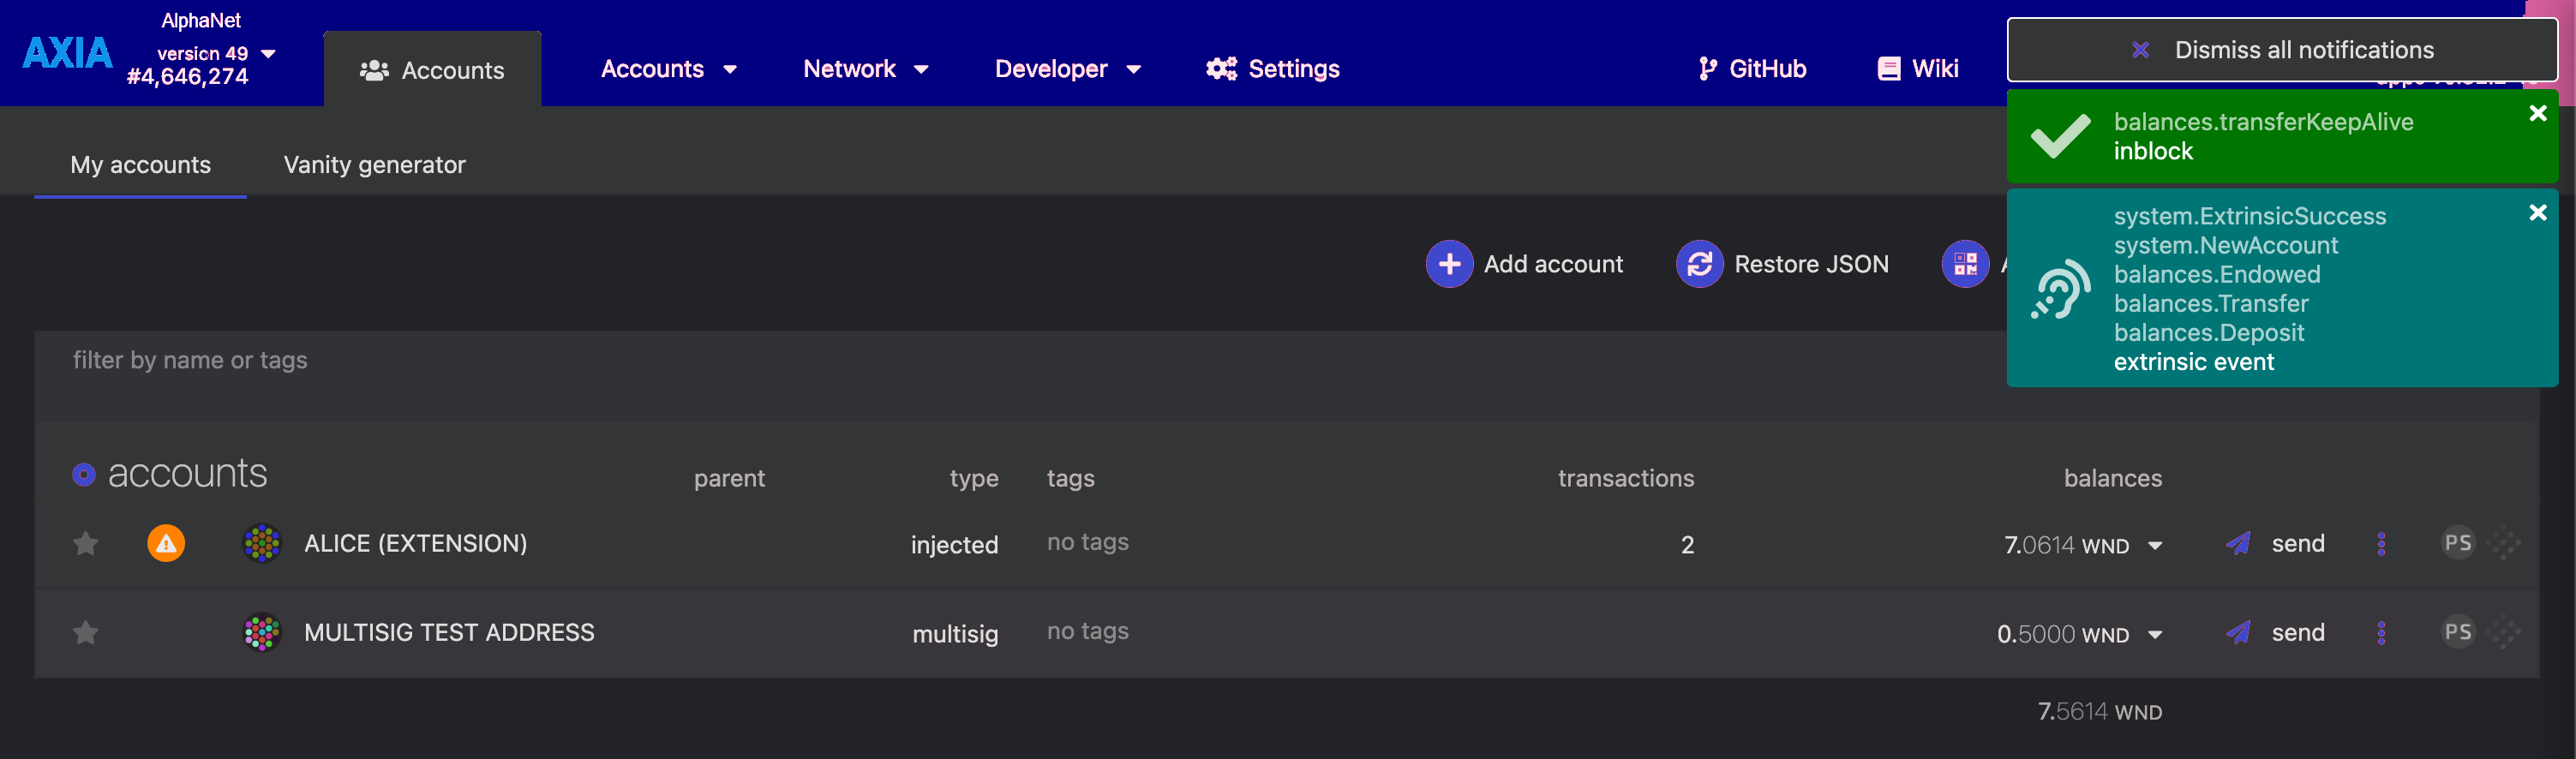 AlphaNet
AXIA
version 49
#4,646,274
Accounts
Accounts
Network
Developer
Settings
GitHub
Wiki
Dismiss all notifications
balances.transferKeepAlive
inblock
system.ExtrinsicSuccess
system.NewAccount
balances.Endowed
balances.Transfer
balances.Deposit
extrinsic event
My accounts
Vanity generator
Add account
Restore JSON
filter by name or tags
accounts parent type tags transactions balances
ALICE (EXTENSION) injected no tags 2 7.0614 WND send PS
MULTISIG TEST ADDRESS multisig no tags 0.5000 WND send PS
7.5614 WND